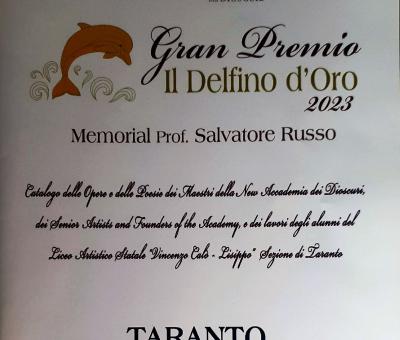 Gran Premio
Il Delfino d'Oro
2023
Memorial Prof. Salvatore Russo
Catalogo delle Opere e delle Poesie dei Maestri della New Accademia dei Dioscuri,
dei Senior Artists and Founders of the Academy, e dei lavori degli alunni del
Liceo Artistico Statale "Vincenzo Calò - Lisippo" Sezione di Taranto
TARANTO